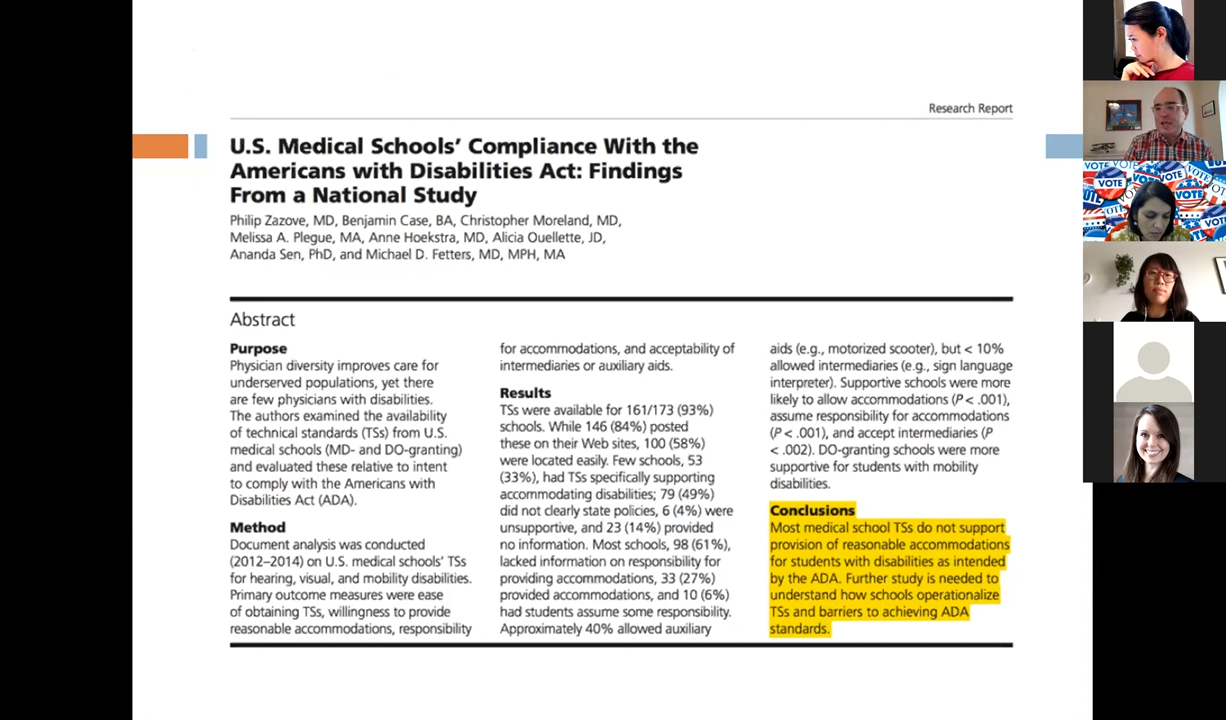 Research Report
U.S. Medical Schools' Compliance With the
Americans with Disabilities Act: Findings
From a National Study
Philip Zazove, MD, Benjamin Case, BA, Christopher Moreland, MD,
Melissa A. Plegue, MA, Anne Hoekstra, MD, Alicia Ouellette, JD,
Ananda Sen, PhD, and Michael D. Fetters, MD, MPH, MA
Abstract
Purpose
Physician diversity improves care for
underserved populations, yet there
are few physicians with disabilities.
The authors examined the availability
of technical standards (TSs) from U.S.
medical schools (MD- and DO-granting)
and evaluated these relative to intent
to comply with the Americans with
Disabilities Act (ADA).
Method
Document analysis was conducted
(2012–2014) on U.S. medical schools' TSs
for hearing, visual, and mobility disabilities.
Primary outcome measures were ease
of obtaining TSs, willingness to provide
reasonable accommodations, responsibility
for accommodations, and acceptability of
intermediaries or auxiliary aids.
Results
TSs were available for 161/173 (93%)
schools. While 146 (84%) posted
these on their Web sites, 100 (58%)
were located easily. Few schools, 53
(33%), had TSs specifically supporting
accommodating disabilities; 79 (49%)
did not clearly state policies, 6 (4%) were
unsupportive, and 23 (14%) provided
no information. Most schools, 98 (61%),
lacked information on responsibility for
providing accommodations, 33 (27%)
provided accommodations, and 10 (6%)
had students assume some responsibility.
Approximately 40% allowed auxiliary
aids (e.g., motorized scooter), but < 10%
allowed intermediaries (e.g., sign language
interpreter). Supportive schools were more
likely to allow accommodations (P < .001),
assume responsibility for accommodations
(P < .001), and accept intermediaries (P
< .002). DO-granting schools were more
supportive for students with mobility
disabilities.
Conclusions
Most medical school TSs do not support
provision of reasonable accommodations
for students with disabilities as intended
by the ADA. Further study is needed to
understand how schools operationalize
TSs and barriers to achieving ADA
standards.
VOTE
VOTE
VOTE
VOTE
VOTE